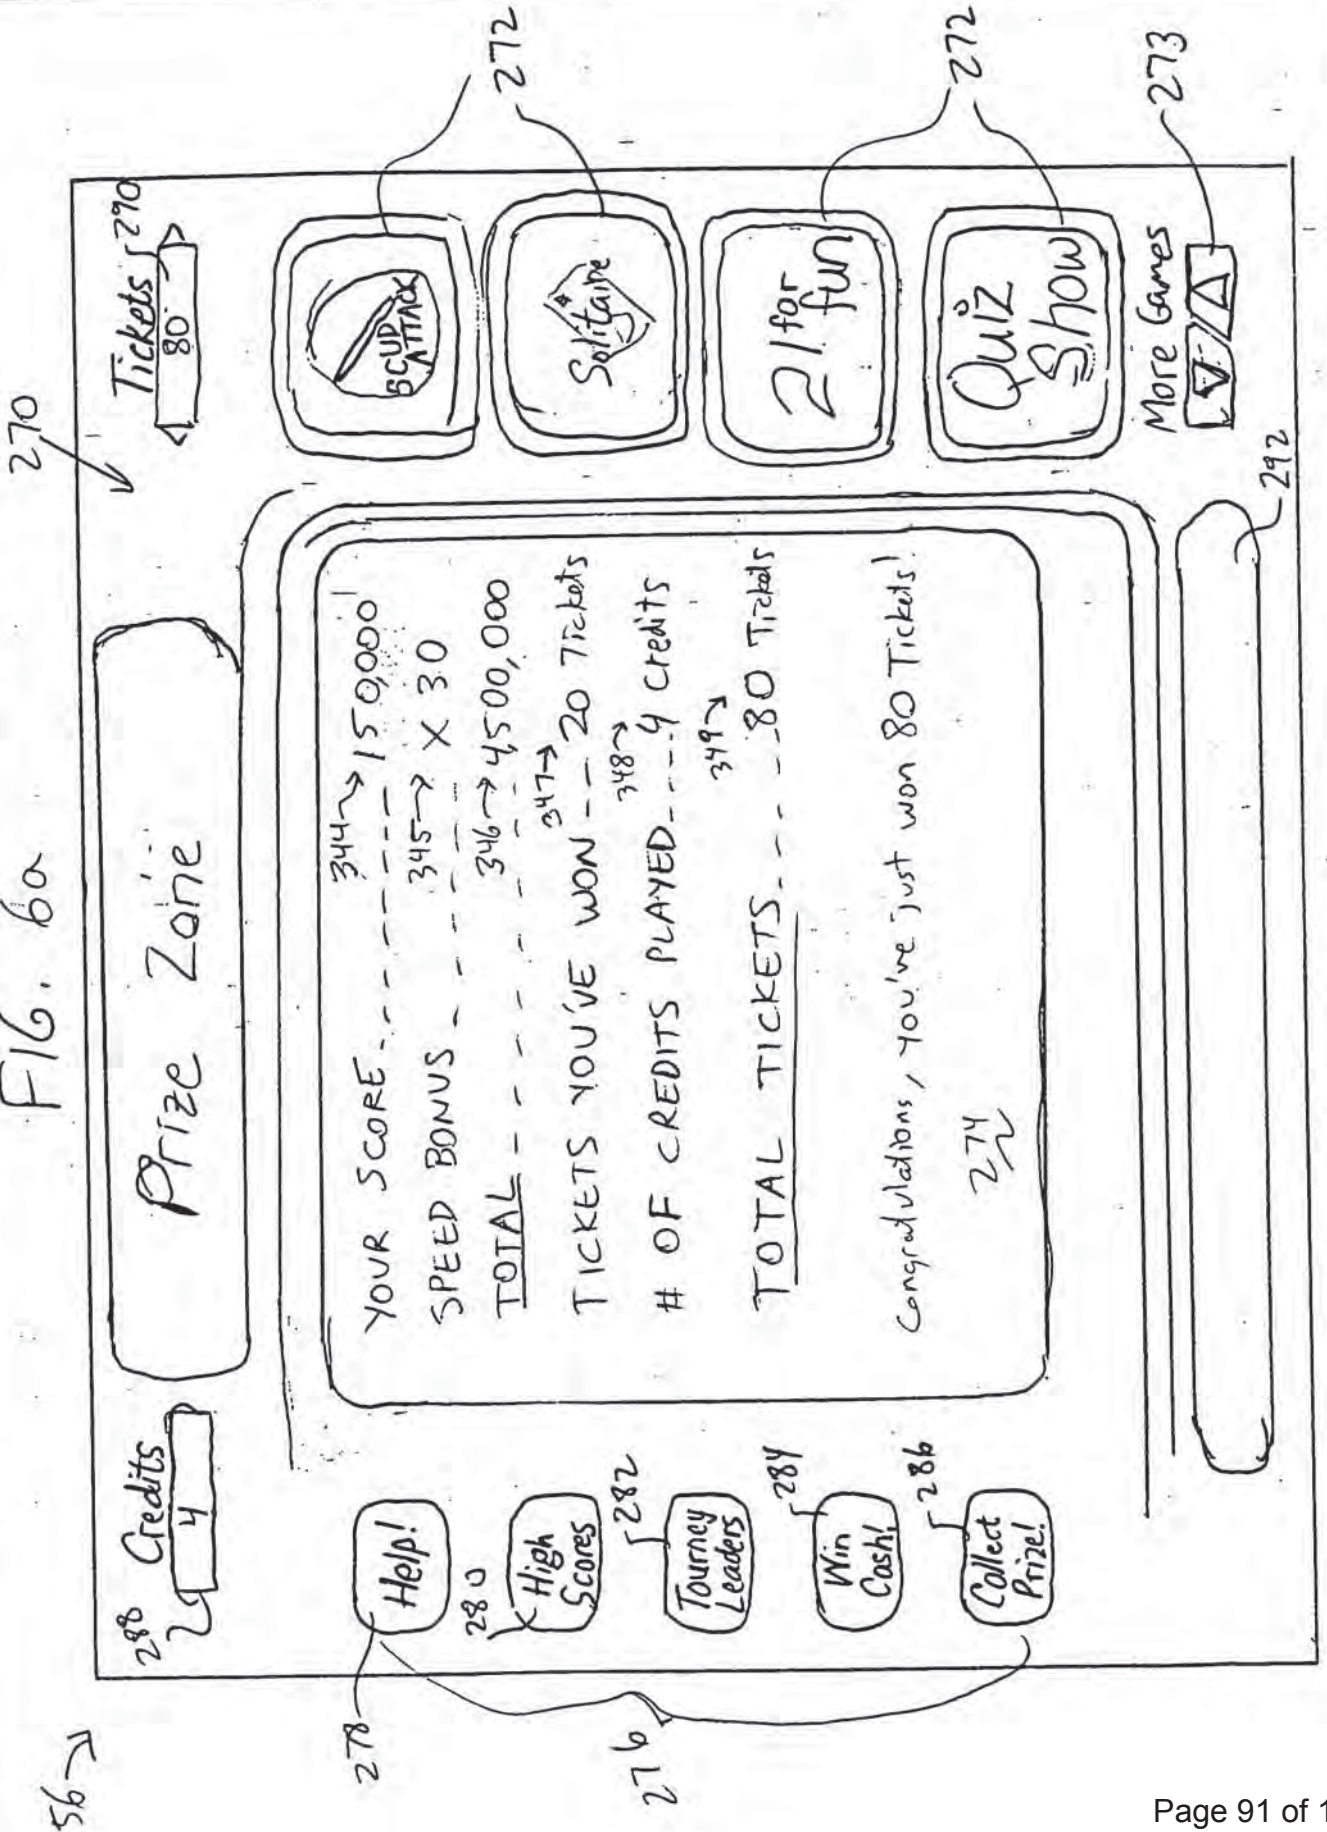 FIG. 6a
56
270
288
Credits
4
Prize Zone
Tickets
80
290
278
Help!
280
High
Scores
282
Tourney
Leaders
284
Win
Cash!
286
Collect
Prize!
276
YOUR SCORE 344 150,000
SPEED BONUS 345 X 30
TOTAL 346 4,500,000
TICKETS YOU'VE WON 347 20 Tickets
# OF CREDITS PLAYED 348 4 Credits
TOTAL TICKETS 349 80 Tickets
Congratulations, you've just won 80 Tickets!
274
SCUD
ATTACK
Solitaire
272
21 for
fun
Quiz
Show
272
More Games
273
292
Page 91 of 1